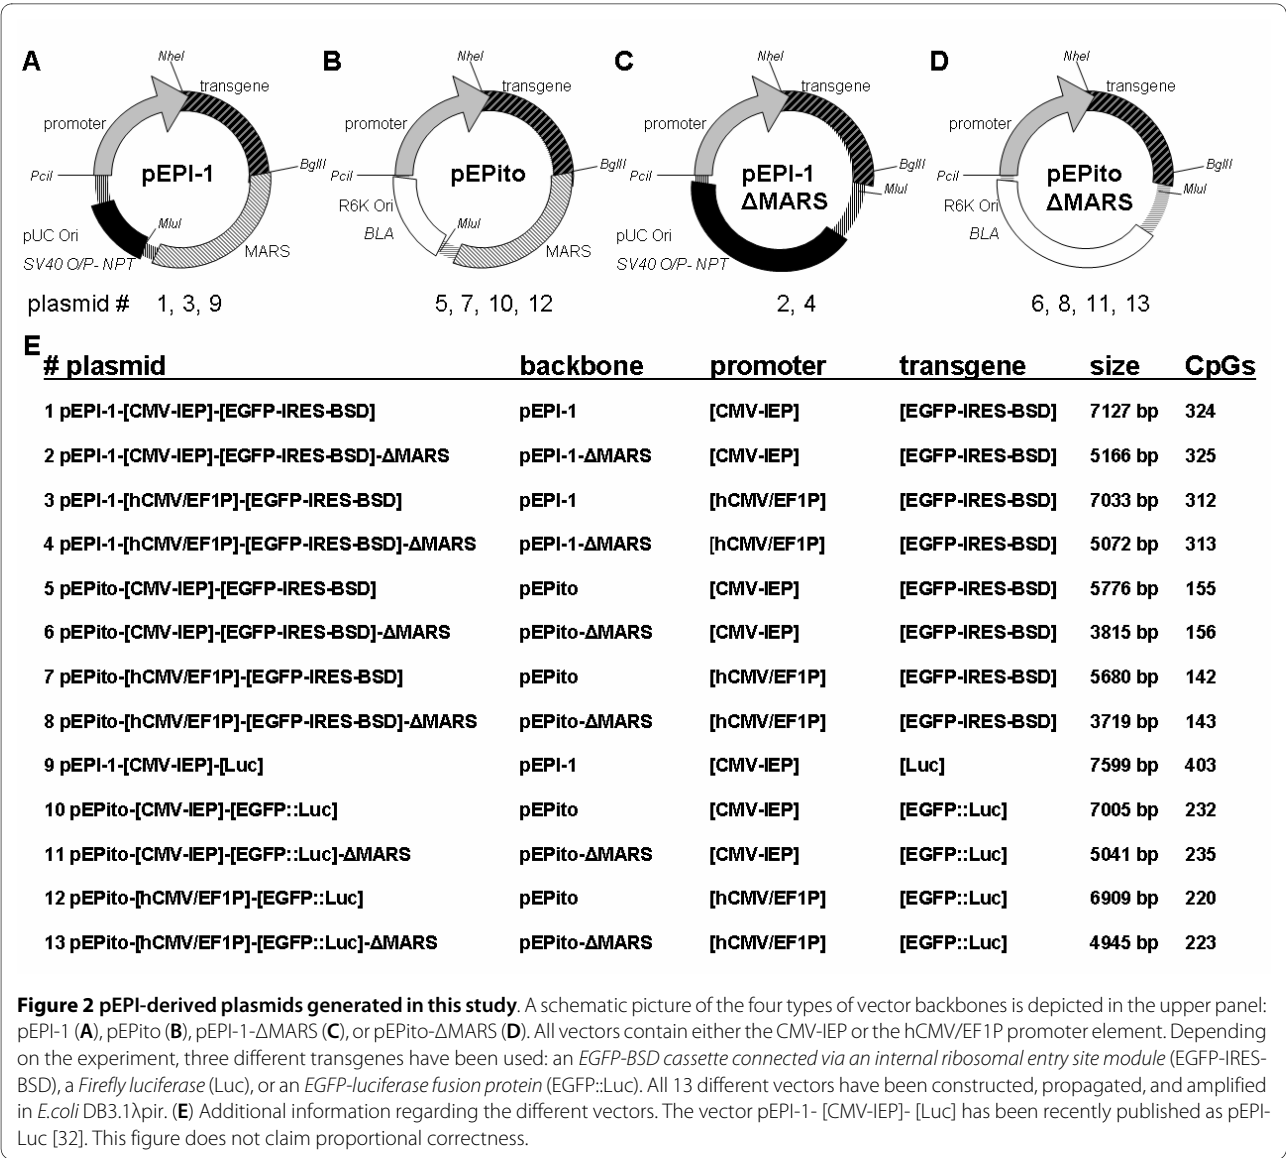 A
NheI
transgene
promoter
PciI
pEPI-1
BglII
MluI
pUC Ori
SV40 O/P- NPT
MARS
B
NheI
transgene
promoter
PciI
pEPito
BglII
R6K Ori
BLA
MluI
MARS
C
NheI
transgene
promoter
PciI
pEPI-1
ΔMARS
BglII
MluI
pUC Ori
SV40 O/P- NPT
D
NheI
transgene
promoter
PciI
pEPito
ΔMARS
BglII
MluI
R6K Ori
BLA
plasmid # 1, 3, 9 5, 7, 10, 12 2, 4 6, 8, 11, 13
E
# plasmid backbone promoter transgene size CpGs
1 pEPI-1-[CMV-IEP]-[EGFP-IRES-BSD] pEPI-1 [CMV-IEP] [EGFP-IRES-BSD] 7127 bp 324
2 pEPI-1-[CMV-IEP]-[EGFP-IRES-BSD]-ΔMARS pEPI-1-ΔMARS [CMV-IEP] [EGFP-IRES-BSD] 5166 bp 325
3 pEPI-1-[hCMV/EF1P]-[EGFP-IRES-BSD] pEPI-1 [hCMV/EF1P] [EGFP-IRES-BSD] 7033 bp 312
4 pEPI-1-[hCMV/EF1P]-[EGFP-IRES-BSD]-ΔMARS pEPI-1-ΔMARS [hCMV/EF1P] [EGFP-IRES-BSD] 5072 bp 313
5 pEPito-[CMV-IEP]-[EGFP-IRES-BSD] pEPito [CMV-IEP] [EGFP-IRES-BSD] 5776 bp 155
6 pEPito-[CMV-IEP]-[EGFP-IRES-BSD]-ΔMARS pEPito-ΔMARS [CMV-IEP] [EGFP-IRES-BSD] 3815 bp 156
7 pEPito-[hCMV/EF1P]-[EGFP-IRES-BSD] pEPito [hCMV/EF1P] [EGFP-IRES-BSD] 5680 bp 142
8 pEPito-[hCMV/EF1P]-[EGFP-IRES-BSD]-ΔMARS pEPito-ΔMARS [hCMV/EF1P] [EGFP-IRES-BSD] 3719 bp 143
9 pEPI-1-[CMV-IEP]-[Luc] pEPI-1 [CMV-IEP] [Luc] 7599 bp 403
10 pEPito-[CMV-IEP]-[EGFP::Luc] pEPito [CMV-IEP] [EGFP::Luc] 7005 bp 232
11 pEPito-[CMV-IEP]-[EGFP::Luc]-ΔMARS pEPito-ΔMARS [CMV-IEP] [EGFP::Luc] 5041 bp 235
12 pEPito-[hCMV/EF1P]-[EGFP::Luc] pEPito [hCMV/EF1P] [EGFP::Luc] 6909 bp 220
13 pEPito-[hCMV/EF1P]-[EGFP::Luc]-ΔMARS pEPito-ΔMARS [hCMV/EF1P] [EGFP::Luc] 4945 bp 223
Figure 2 pEPI-derived plasmids generated in this study. A schematic picture of the four types of vector backbones is depicted in the upper panel:
pEPI-1 (A), pEPito (B), pEPI-1-ΔMARS (C), or pEPito-ΔMARS (D). All vectors contain either the CMV-IEP or the hCMV/EF1P promoter element. Depending
on the experiment, three different transgenes have been used: an EGFP-BSD cassette connected via an internal ribosomal entry site module (EGFP-IRES-
BSD), a Firefly luciferase (Luc), or an EGFP-luciferase fusion protein (EGFP::Luc). All 13 different vectors have been constructed, propagated, and amplified
in E.coli DB3.1λpir. (E) Additional information regarding the different vectors. The vector pEPI-1- [CMV-IEP]- [Luc] has been recently published as pEPI-
Luc [32]. This figure does not claim proportional correctness.